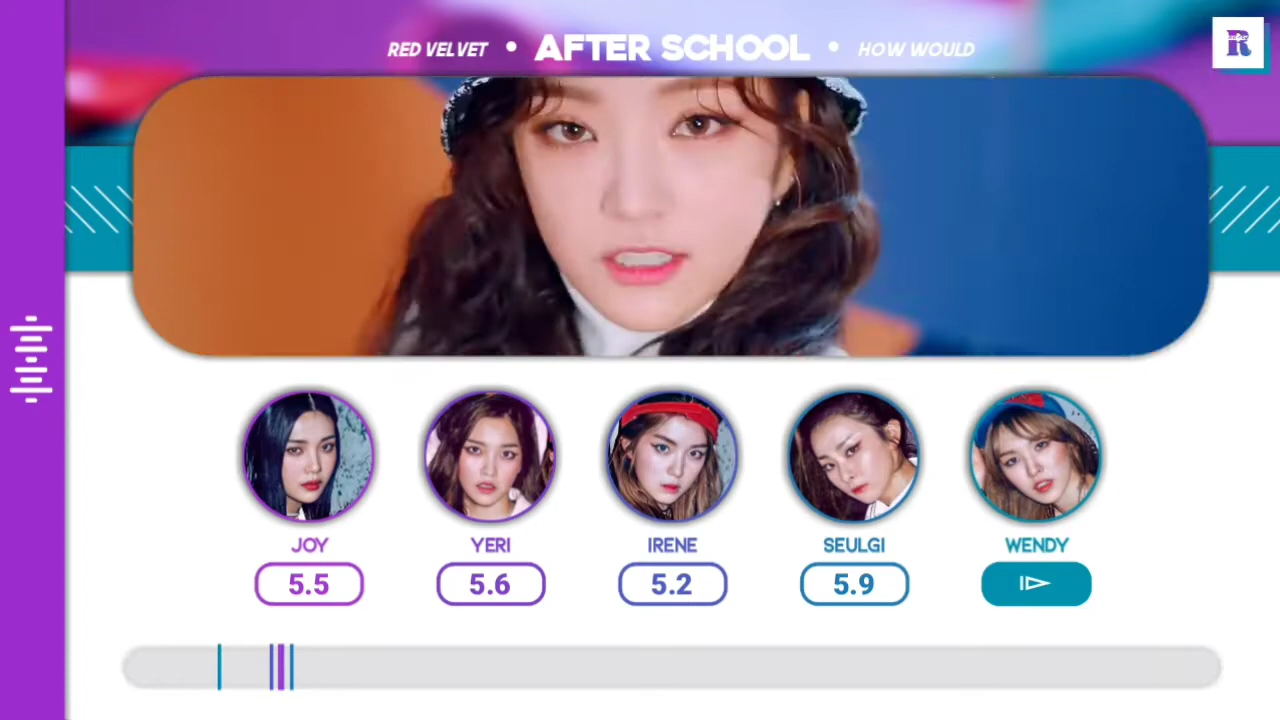 RED VELVET • AFTER SCHOOL • HOW WOULD
R
JOY YERI IRENE SEULGI WENDY
5.5 5.6 5.2 5.9